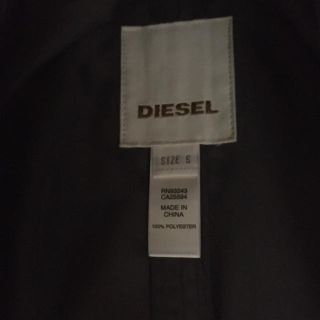 DIESEL
SIZE S
RN93243
CA25594
MADE IN
CHINA
100% POLYESTER